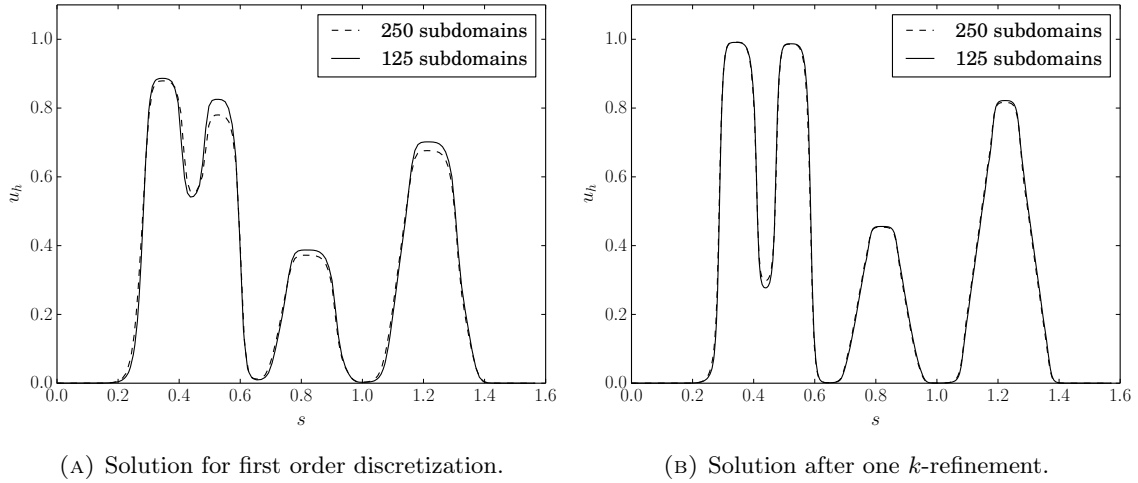 250 subdomains
125 subdomains
1.0
0.8
0.6
0.4
0.2
0.0
u_h
0.0 0.2 0.4 0.6 0.8 1.0 1.2 1.4 1.6
s
(A) Solution for first order discretization.
250 subdomains
125 subdomains
1.0
0.8
0.6
0.4
0.2
0.0
u_h
0.0 0.2 0.4 0.6 0.8 1.0 1.2 1.4 1.6
s
(B) Solution after one k-refinement.